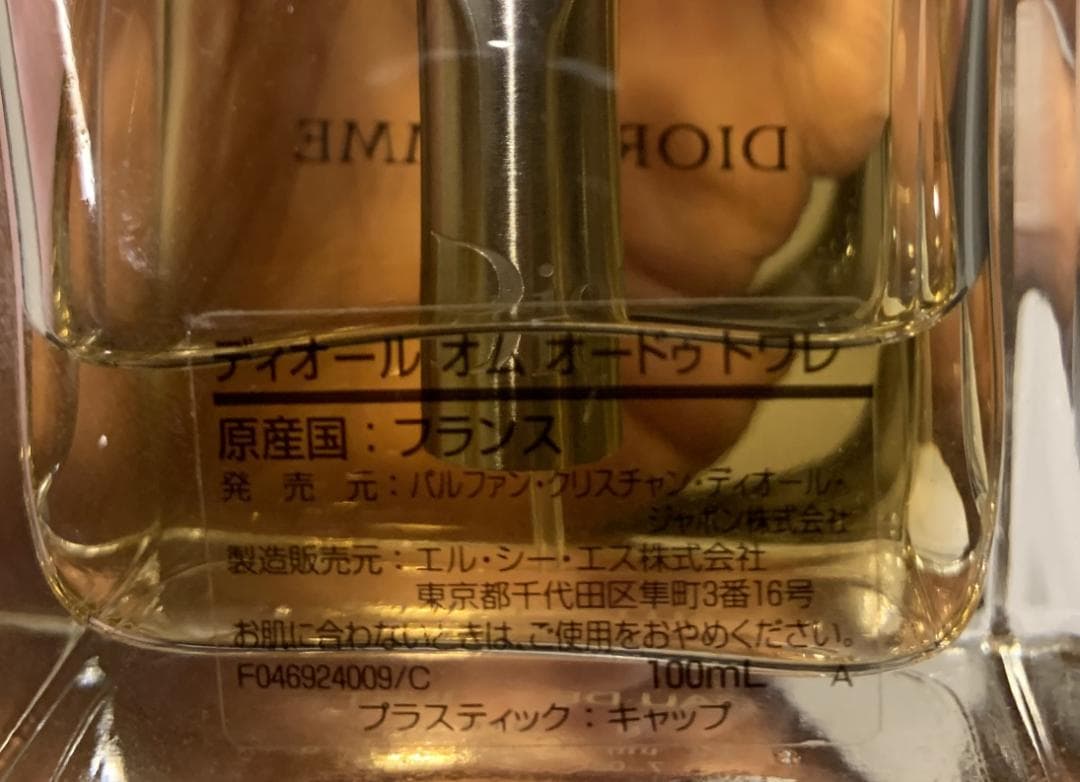 DIOR HOMME
Dior
ディオール オム オードゥ トワレ
原産国：フランス
発売元：パルファン・クリスチャン・ディオール・
ジャポン株式会社
製造販売元：エル・シー・エス株式会社
東京都千代田区隼町3番16号
お肌に合わないときは、ご使用をおやめください。
F046924009/C 100mL A
プラスティック：キャップ